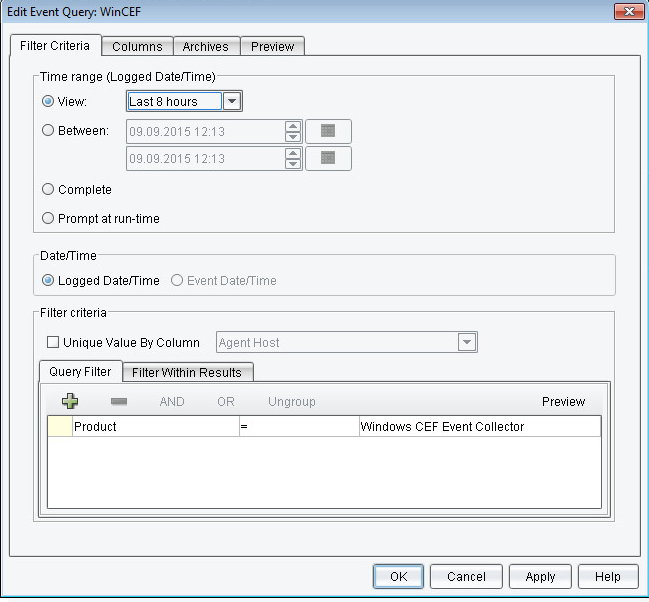 Edit Event Query: WinCEF
Filter Criteria Columns Archives Preview
Time range (Logged Date/Time)
View: Last 8 hours
Between: 09.09.2015 12:13
09.09.2015 12:13
Complete
Prompt at run-time
Date/Time
Logged Date/Time Event Date/Time
Filter criteria
Unique Value By Column Agent Host
Query Filter Filter Within Results
AND OR Ungroup Preview
Product = Windows CEF Event Collector
OK Cancel Apply Help